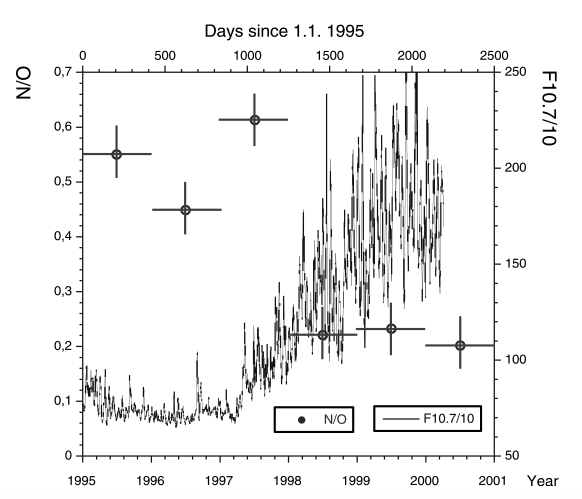 Days since 1.1. 1995
0 500 1000 1500 2000 2500
N/O
F10.7/10
0,7 250
0,6
200
0,5
0,4
150
0,3
0,2
100
0,1
N/O
F10.7/10
0 50
1995 1996 1997 1998 1999 2000 2001 Year